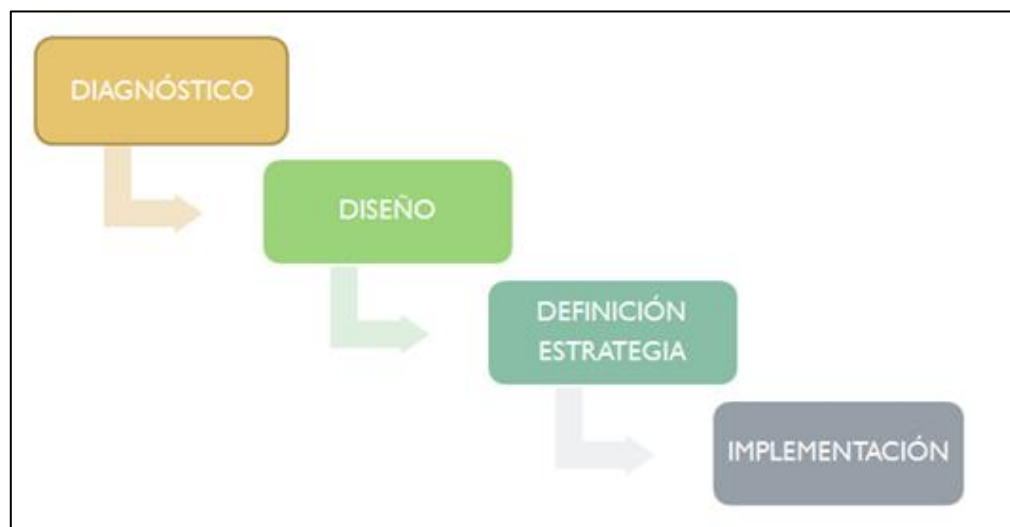 DIAGNÓSTICO
DISEÑO
DEFINICIÓN
ESTRATEGIA
IMPLEMENTACIÓN